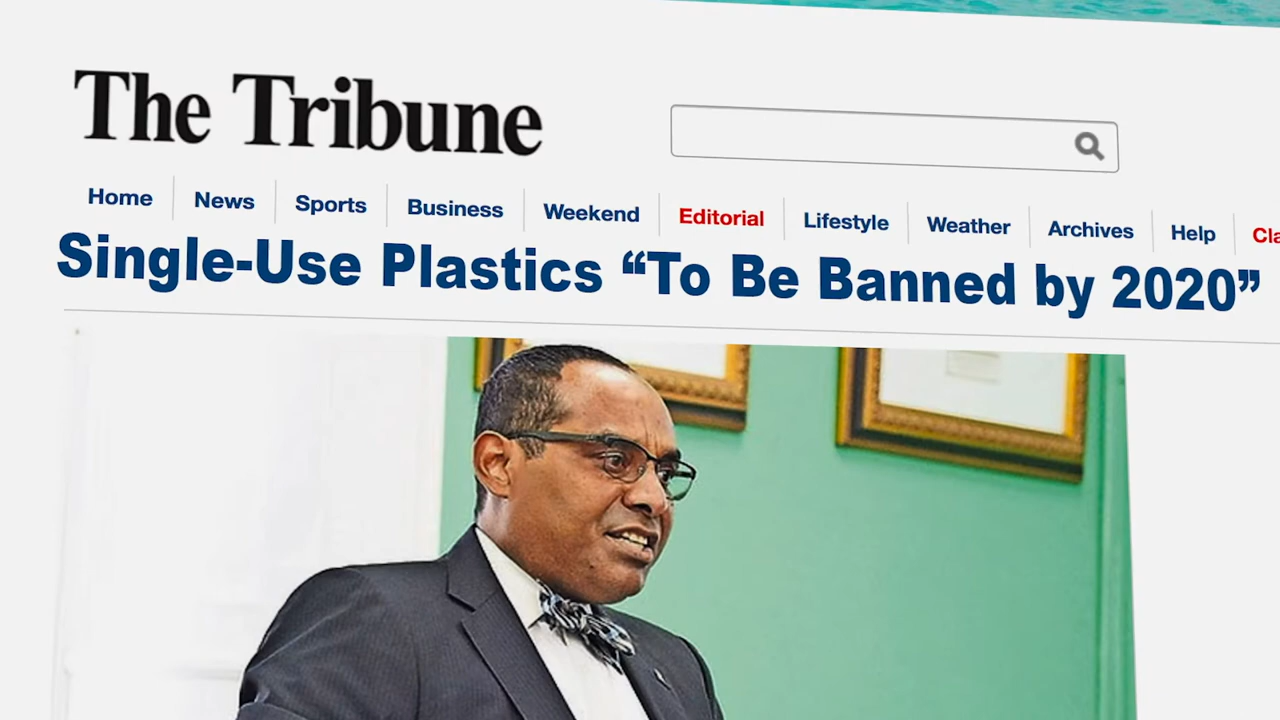 The Tribune
Home News Sports Business Weekend Editorial Lifestyle Weather Archives Help Cla
Single-Use Plastics “To Be Banned by 2020”